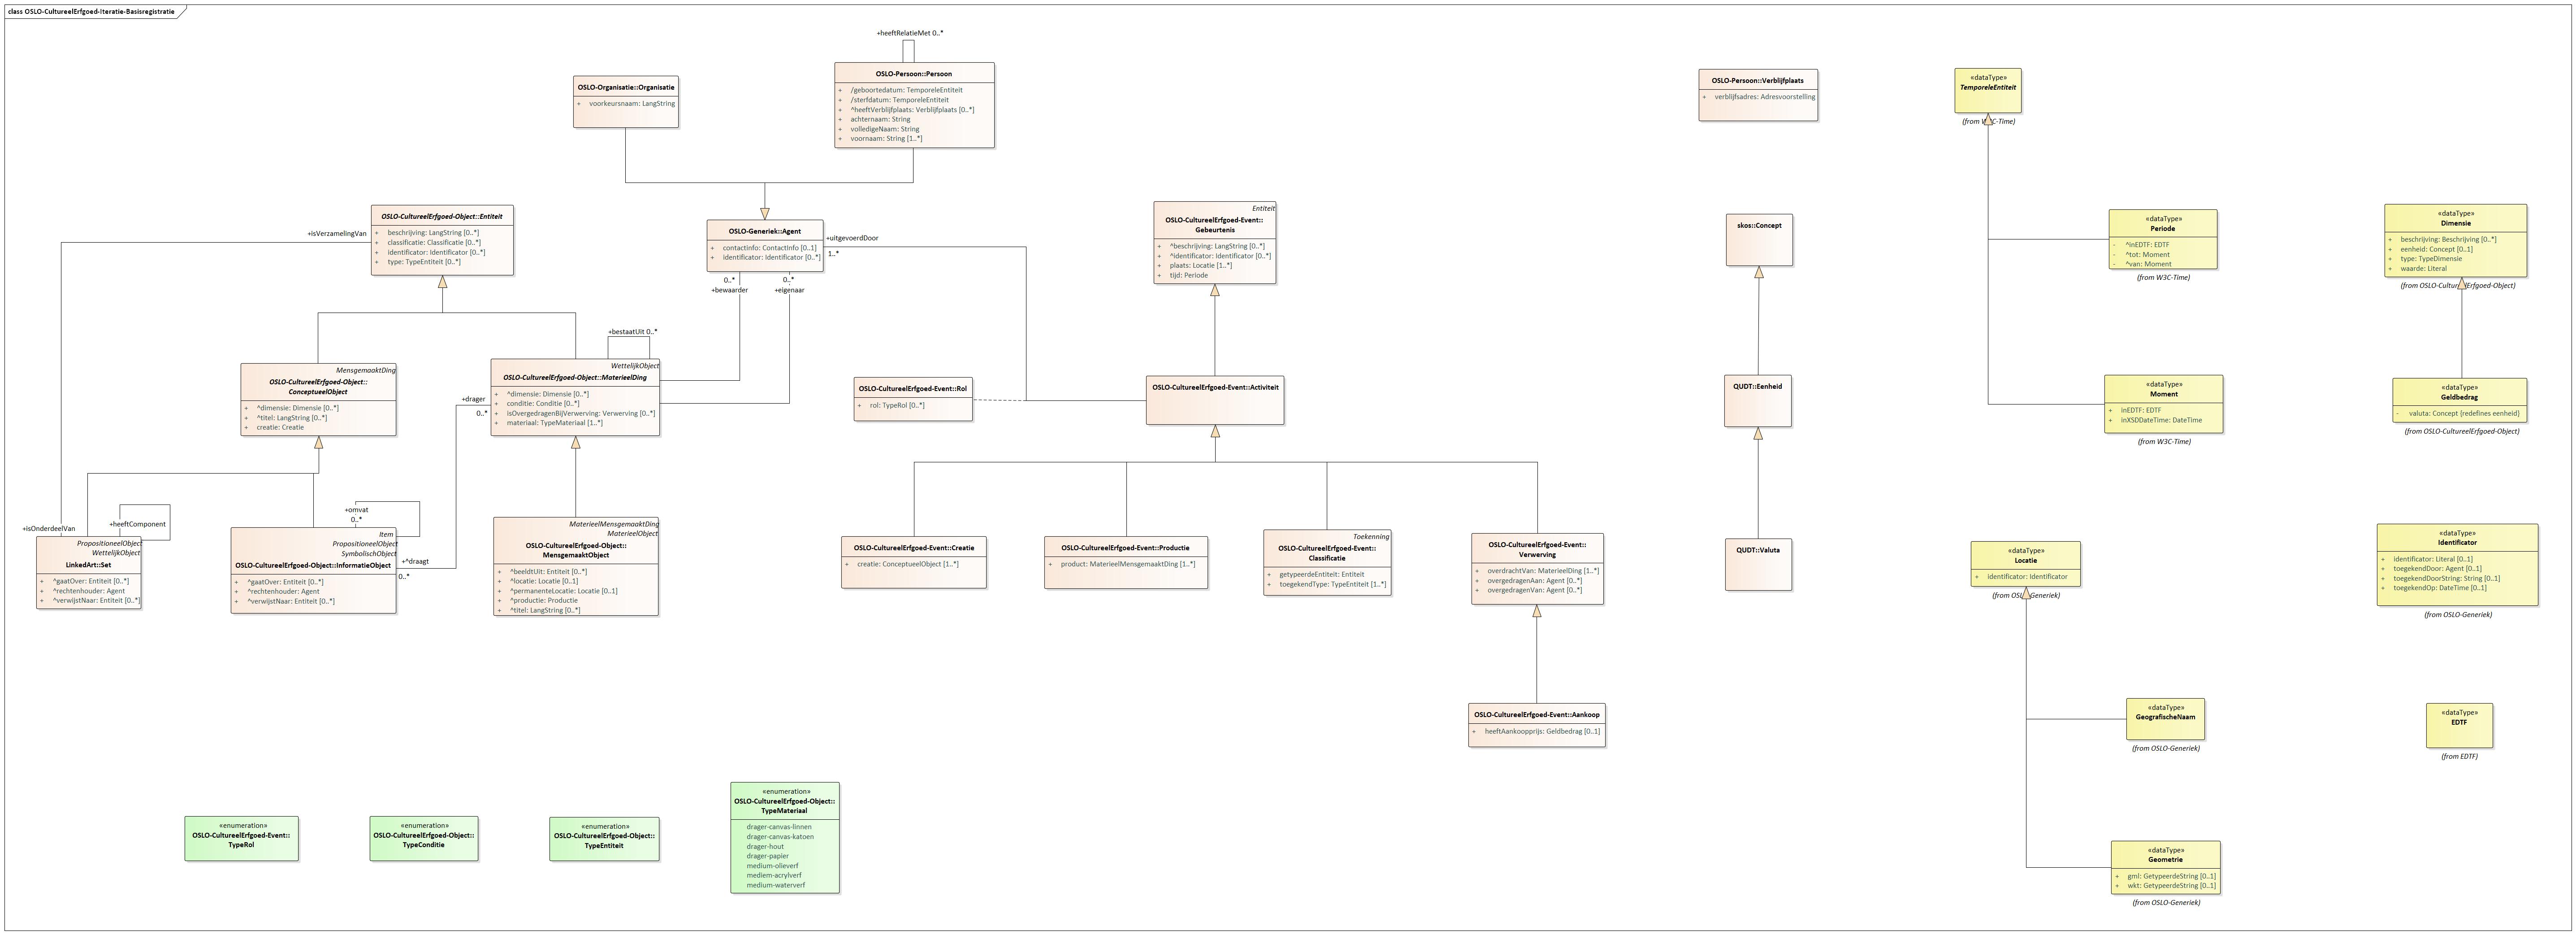 class OSLO-CultureelErfgoed-Iteratie-Basisregistratie
+heeftRelatieMet 0..*
OSLO-Organisatie::Organisatie
+ voorkeursnaam: LangString
OSLO-Persoon::Persoon
+ /geboortedatum: TemporeleEntiteit
+ /sterfdatum: TemporeleEntiteit
+ ^heeftVerblijfplaats: Verblijfplaats [0..*]
+ achternaam: String
+ volledigeNaam: String
+ voornaam: String [1..*]
OSLO-Persoon::Verblijfplaats
+ verblijfsadres: Adresvoorstelling
«dataType»
TemporeleEntiteit
(from W3C-Time)
OSLO-CultureelErfgoed-Object::Entiteit
+ beschrijving: LangString [0..*]
+ classificatie: Classificatie [0..*]
+ identificator: Identificator [0..*]
+ type: TypeEntiteit [0..*]
+isVerzamelingVan
OSLO-Generiek::Agent
+ contactinfo: ContactInfo [0..1]
+ identificator: Identificator [0..*]
+uitgevoerdDoor
1..*
0..*
+bewaarder
0..*
+eigenaar
Entiteit
OSLO-CultureelErfgoed-Event::
Gebeurtenis
+ ^beschrijving: LangString [0..*]
+ ^identificator: Identificator [0..*]
+ plaats: Locatie [1..*]
+ tijd: Periode
skos::Concept
«dataType»
Periode
- ^inEDTF: EDTF
- ^tot: Moment
- ^van: Moment
(from W3C-Time)
«dataType»
Dimensie
+ beschrijving: Beschrijving [0..*]
+ eenheid: Concept [0..1]
+ type: TypeDimensie
+ waarde: Literal
(from OSLO-CultureelErfgoed-Object)
+bestaatUit 0..*
MensgemaaktDing
OSLO-CultureelErfgoed-Object::
ConceptueelObject
+ ^dimensie: Dimensie [0..*]
+ ^titel: LangString [0..*]
+ creatie: Creatie
WettelijkObject
OSLO-CultureelErfgoed-Object::MaterieelDing
+ ^dimensie: Dimensie [0..*]
+ conditie: Conditie [0..*]
+ isOvergedragenBijVerwerving: Verwerving [0..*]
+ materiaal: TypeMateriaal [1..*]
+drager
0..*
OSLO-CultureelErfgoed-Event::Rol
+ rol: TypeRol [0..*]
OSLO-CultureelErfgoed-Event::Activiteit
QUDT::Eenheid
«dataType»
Moment
+ inEDTF: EDTF
+ inXSDDateTime: DateTime
(from W3C-Time)
«dataType»
Geldbedrag
- valuta: Concept {redefines eenheid}
(from OSLO-CultureelErfgoed-Object)
+isOnderdeelVan
+heeftComponent
+omvat
0..*
PropositioneelObject
WettelijkObject
LinkedArt::Set
+ ^gaatOver: Entiteit [0..*]
+ ^rechtenhouder: Agent
+ ^verwijstNaar: Entiteit [0..*]
Item
PropositioneelObject
SymbolischObject
OSLO-CultureelErfgoed-Object::InformatieObject
+ ^gaatOver: Entiteit [0..*]
+ ^rechtenhouder: Agent
+ ^verwijstNaar: Entiteit [0..*]
+^draagt
0..*
MaterieelMensgemaaktDing
MaterieelObject
OSLO-CultureelErfgoed-Object::
MensgemaaktObject
+ ^beeldtUit: Entiteit [0..*]
+ ^locatie: Locatie [0..1]
+ ^permanenteLocatie: Locatie [0..1]
+ ^productie: Productie
+ ^titel: LangString [0..*]
OSLO-CultureelErfgoed-Event::Creatie
+ creatie: ConceptueelObject [1..*]
OSLO-CultureelErfgoed-Event::Productie
+ product: MaterieelMensgemaaktDing [1..*]
Toekenning
OSLO-CultureelErfgoed-Event::
Classificatie
+ getypeerdeEntiteit: Entiteit
+ toegekendType: TypeEntiteit [1..*]
OSLO-CultureelErfgoed-Event::
Verwerving
+ overdrachtVan: MaterieelDing [1..*]
+ overgedragenAan: Agent [0..*]
+ overgedragenVan: Agent [0..*]
QUDT::Valuta
«dataType»
Locatie
+ identificator: Identificator
(from OSLO-Generiek)
«dataType»
Identificator
+ identificator: Literal [0..1]
+ toegekendDoor: Agent [0..1]
+ toegekendDoorString: String [0..1]
+ toegekendOp: DateTime [0..1]
(from OSLO-Generiek)
OSLO-CultureelErfgoed-Event::Aankoop
+ heeftAankoopprijs: Geldbedrag [0..1]
«dataType»
GeografischeNaam
(from OSLO-Generiek)
«dataType»
EDTF
(from EDTF)
«enumeration»
OSLO-CultureelErfgoed-Event::
TypeRol
«enumeration»
OSLO-CultureelErfgoed-Object::
TypeConditie
«enumeration»
OSLO-CultureelErfgoed-Object::
TypeEntiteit
«enumeration»
OSLO-CultureelErfgoed-Object::
TypeMateriaal
drager-canvas-linnen
drager-canvas-katoen
drager-hout
drager-papier
medium-olieverf
mediem-acrylverf
medium-waterverf
«dataType»
Geometrie
+ gml: GetypeerdeString [0..1]
+ wkt: GetypeerdeString [0..1]
(from OSLO-Generiek)